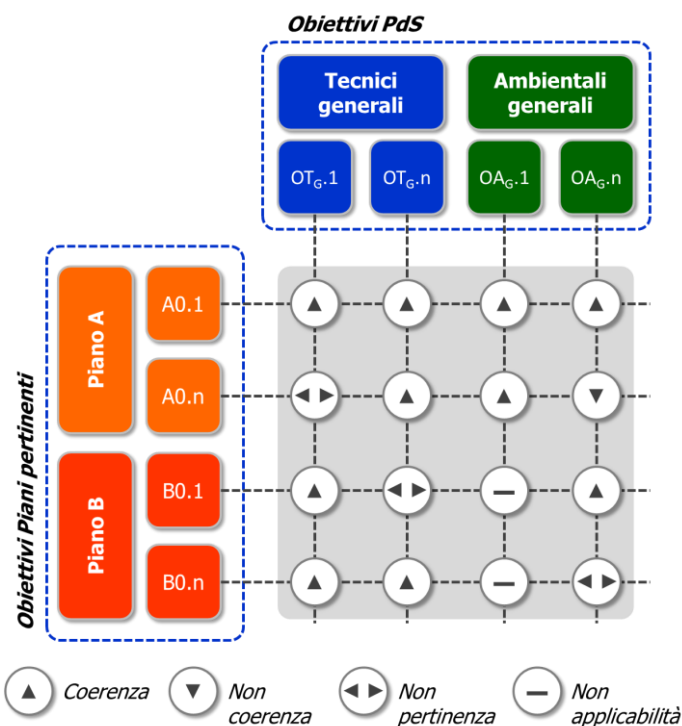 Obiettivi PdS
Tecnici
generali
Ambientali
generali
OTG.1
OTG.n
OAG.1
OAG.n
Obiettivi Piani pertinenti
Piano A
A0.1
A0.n
Piano B
B0.1
B0.n
Coerenza
Non
coerenza
Non
pertinenza
Non
applicabilità